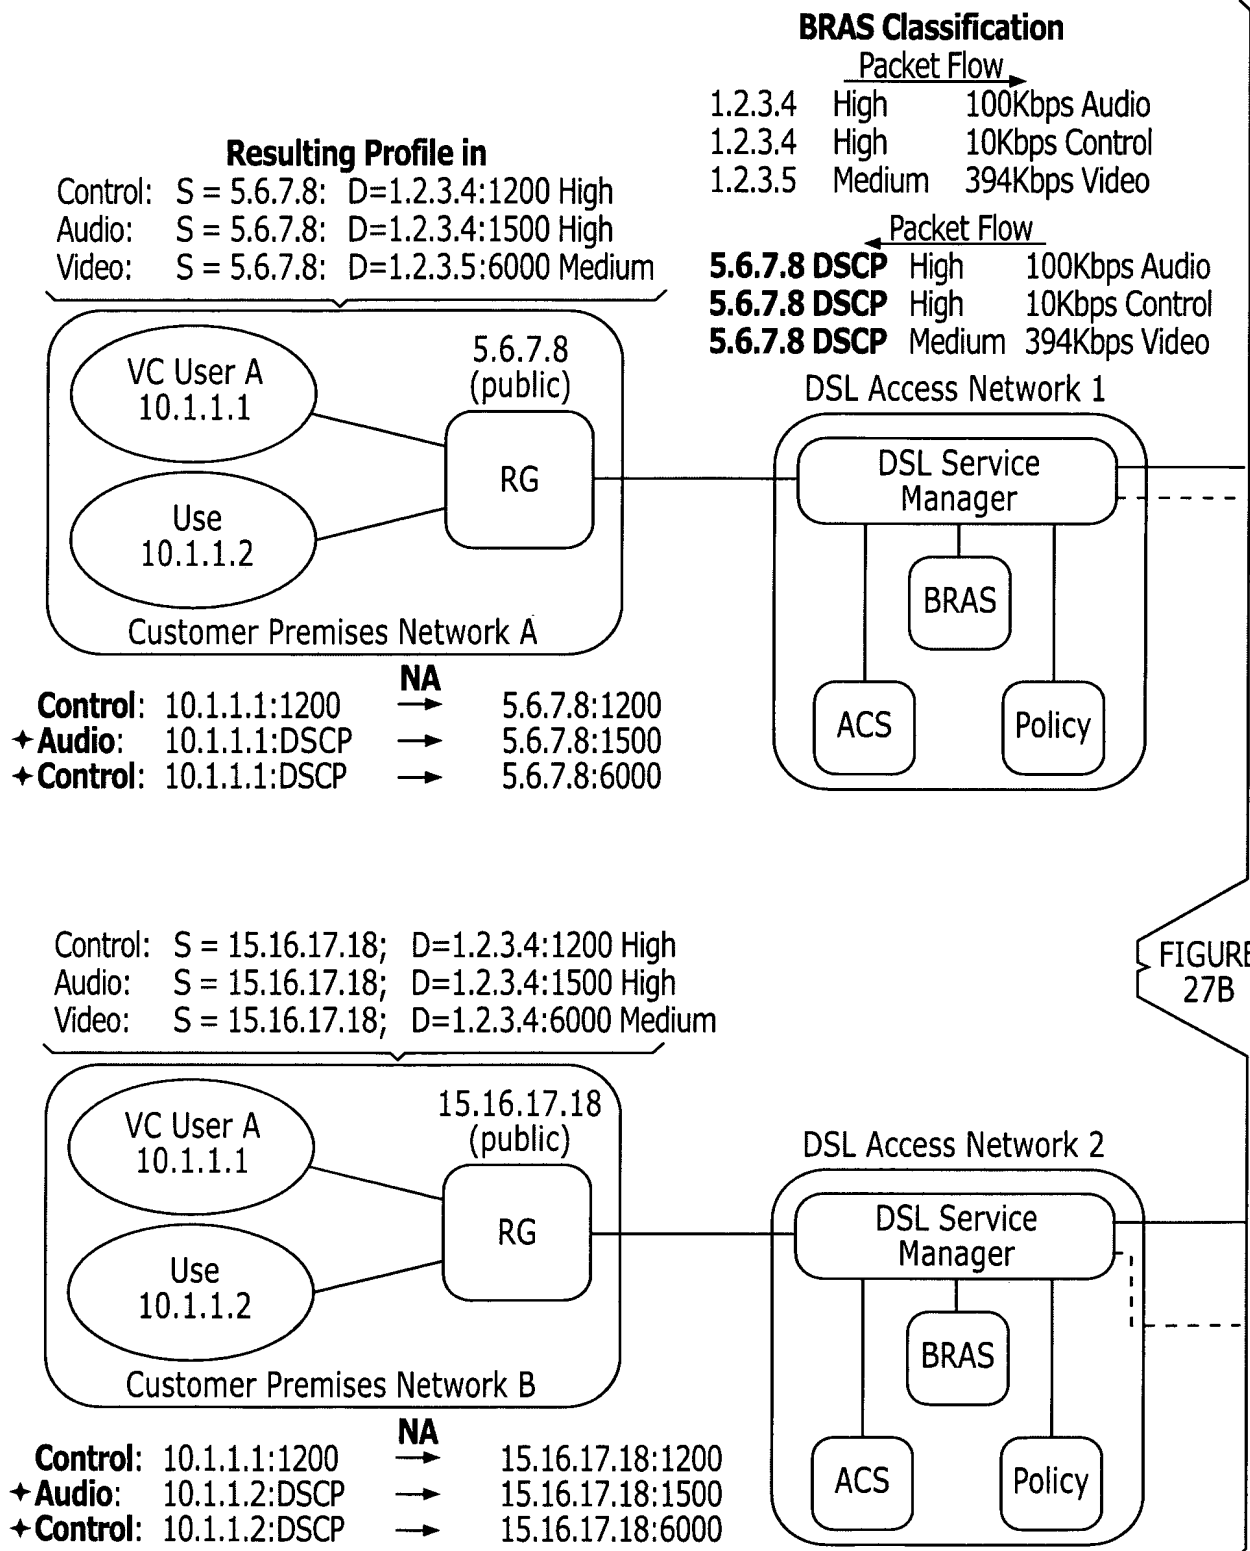 BRAS Classification
Packet Flow
1.2.3.4 High 100Kbps Audio
1.2.3.4 High 10Kbps Control
1.2.3.5 Medium 394Kbps Video
Resulting Profile in
Control: S = 5.6.7.8: D=1.2.3.4:1200 High
Audio: S = 5.6.7.8: D=1.2.3.4:1500 High
Video: S = 5.6.7.8: D=1.2.3.5:6000 Medium
Packet Flow
5.6.7.8 DSCP High 100Kbps Audio
5.6.7.8 DSCP High 10Kbps Control
5.6.7.8 DSCP Medium 394Kbps Video
VC User A
10.1.1.1
5.6.7.8
(public)
RG
Use
10.1.1.2
Customer Premises Network A
DSL Access Network 1
DSL Service
Manager
BRAS
ACS
Policy
NA
Control: 10.1.1.1:1200 → 5.6.7.8:1200
✦Audio: 10.1.1.1:DSCP → 5.6.7.8:1500
✦Control: 10.1.1.1:DSCP → 5.6.7.8:6000
FIGURE
27B
Control: S = 15.16.17.18; D=1.2.3.4:1200 High
Audio: S = 15.16.17.18; D=1.2.3.4:1500 High
Video: S = 15.16.17.18; D=1.2.3.4:6000 Medium
VC User A
10.1.1.1
15.16.17.18
(public)
RG
Use
10.1.1.2
Customer Premises Network B
DSL Access Network 2
DSL Service
Manager
BRAS
ACS
Policy
NA
Control: 10.1.1.1:1200 → 15.16.17.18:1200
✦Audio: 10.1.1.2:DSCP → 15.16.17.18:1500
✦Control: 10.1.1.2:DSCP → 15.16.17.18:6000